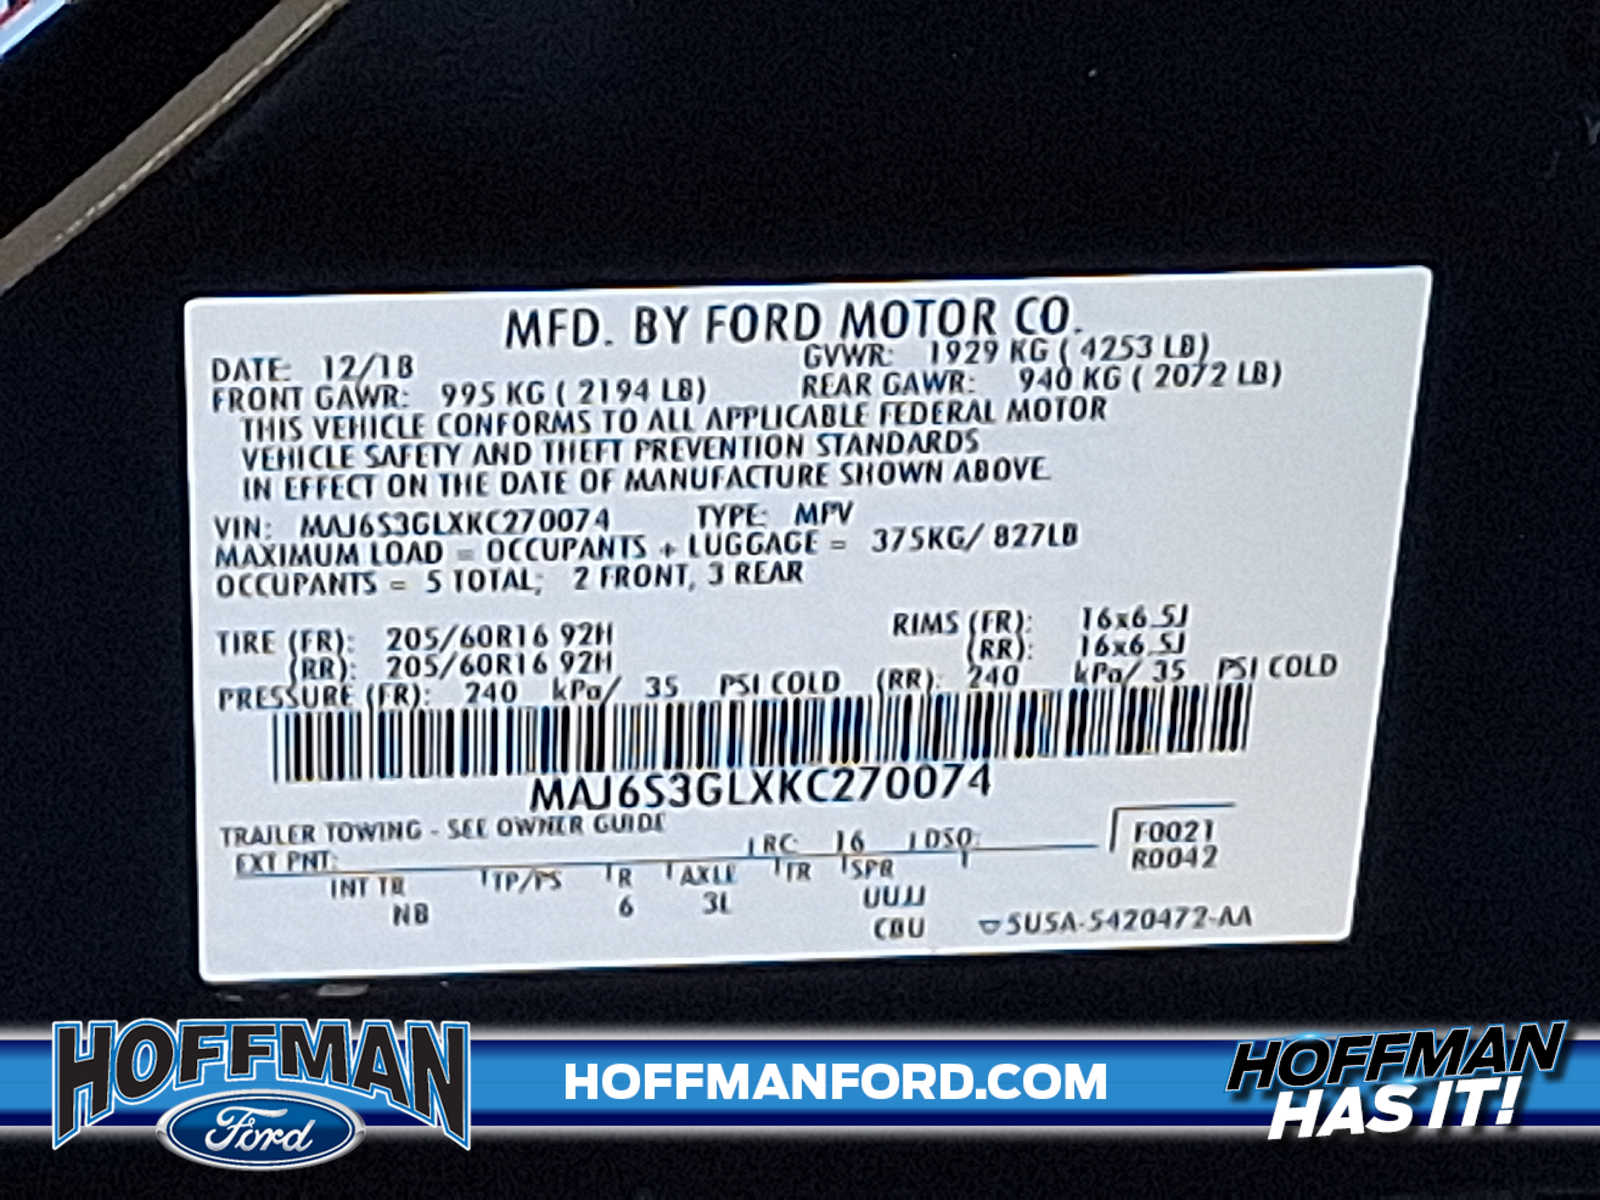 MFD. BY FORD MOTOR CO.
DATE: 12/18 GVWR: 1929 KG ( 4253 LB)
FRONT GAWR: 995 KG ( 2194 LB) REAR GAWR: 940 KG ( 2072 LB)
THIS VEHICLE CONFORMS TO ALL APPLICABLE FEDERAL MOTOR
VEHICLE SAFETY AND THEFT PREVENTION STANDARDS
IN EFFECT ON THE DATE OF MANUFACTURE SHOWN ABOVE.
VIN: MAJ6S3GLXKC270074 TYPE: MPV
MAXIMUM LOAD = OCCUPANTS + LUGGAGE = 375KG/ 827LB
OCCUPANTS = 5 TOTAL; 2 FRONT, 3 REAR
TIRE (FR): 205/60R16 92H RIMS (FR): 16x6.5J
(RR): 205/60R16 92H (RR): 16x6.5J
PRESSURE (FR): 240 kPa/ 35 PSI COLD (RR): 240 kPa/ 35 PSI COLD
MAJ6S3GLXKC270074
TRAILER TOWING - SEE OWNER GUIDE
EXT PNT: RC: 16 DSO: F0021
R0042
INT TR TP/PS R AXLE TR SPR
NB 6 3L UUJJ
CBU 5U5A-5420472-AA
HOFFMAN
Ford
HOFFMANFORD.COM
HOFFMAN
HAS IT!